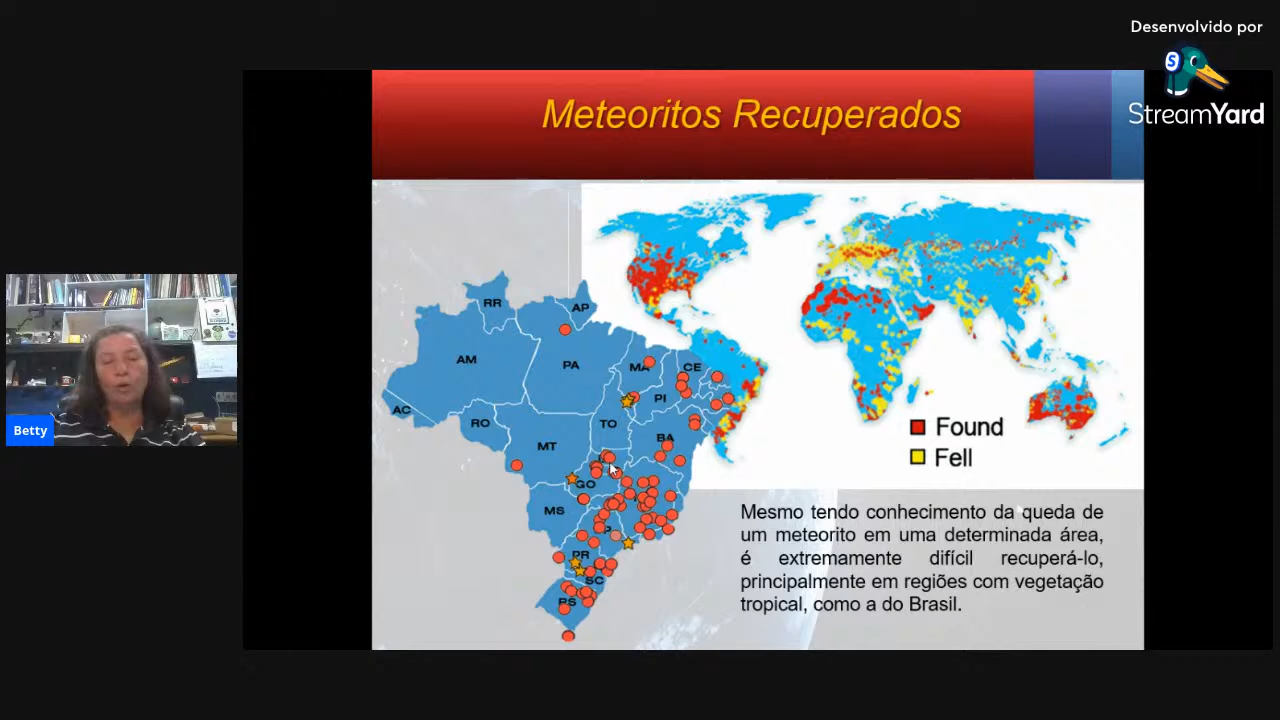 Desenvolvido por
StreamYard
Meteoritos Recuperados
RR
AP
AM
PA
MA
CE
AC
RO
PI
TO
BA
MT
GO
MS
PR
SC
RS
Found
Fell
Mesmo tendo conhecimento da queda de
um meteorito em uma determinada área,
é extremamente difícil recuperá-lo,
principalmente em regiões com vegetação
tropical, como a do Brasil.
Betty